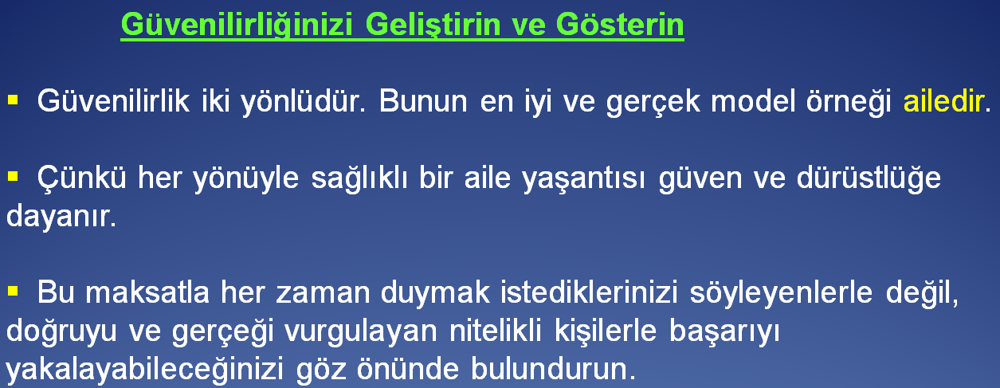 Güvenilirliğinizi Geliştirin ve Gösterin
▪ Güvenilirlik iki yönlüdür. Bunun en iyi ve gerçek model örneği ailedir.
▪ Çünkü her yönüyle sağlıklı bir aile yaşantısı güven ve dürüstlüğe
dayanır.
▪ Bu maksatla her zaman duymak istediklerinizi söyleyenlerle değil,
doğruyu ve gerçeği vurgulayan nitelikli kişilerle başarıyı
yakalayabileceğinizi göz önünde bulundurun.